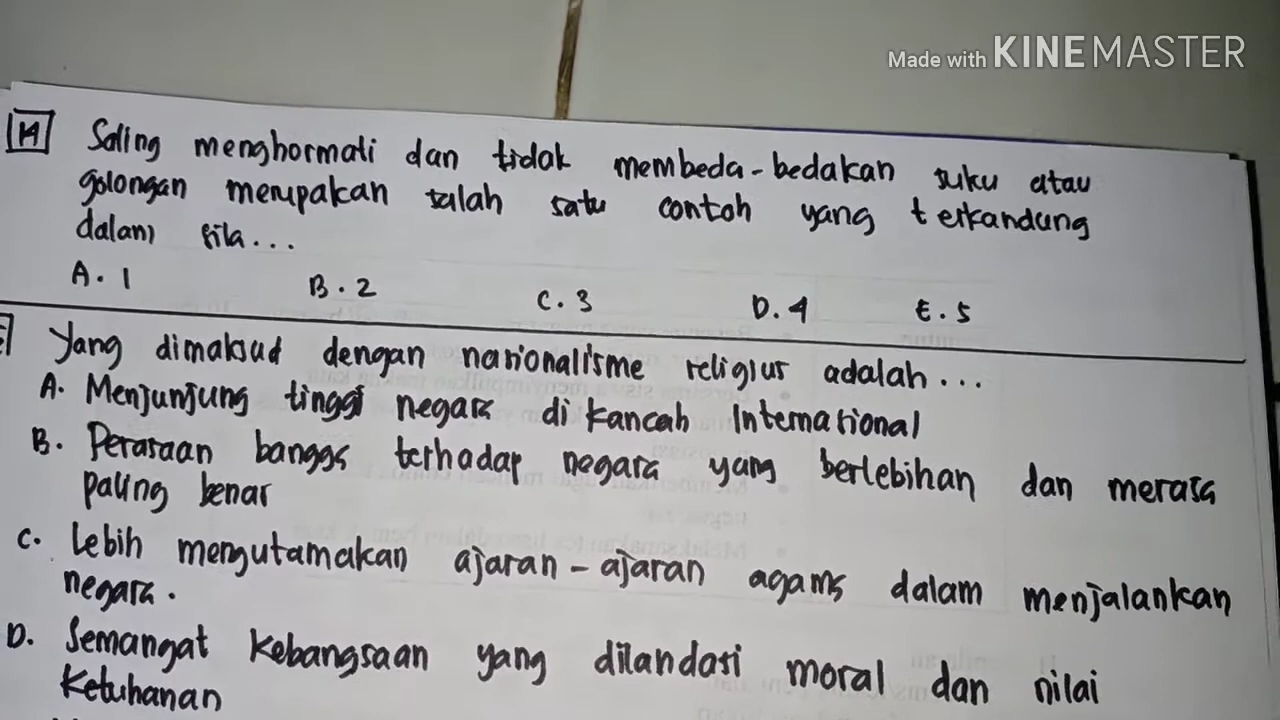 Made with KINEMASTER
14 Saling menghormati dan tidak membeda-bedakan suku atau
golongan merupakan salah satu contoh yang terkandung
dalam sila...
A. 1 B. 2 C. 3 D. 4 E. 5
Yang dimaksud dengan nasionalisme religius adalah...
A. Menjunjung tinggi negara di kancah Internasional
B. Perasaan bangga terhadap negara yang berlebihan dan merasa
paling benar
C. Lebih mengutamakan ajaran-ajaran agama dalam menjalankan
negara.
D. Semangat kebangsaan yang dilandasi moral dan nilai
Ketuhanan